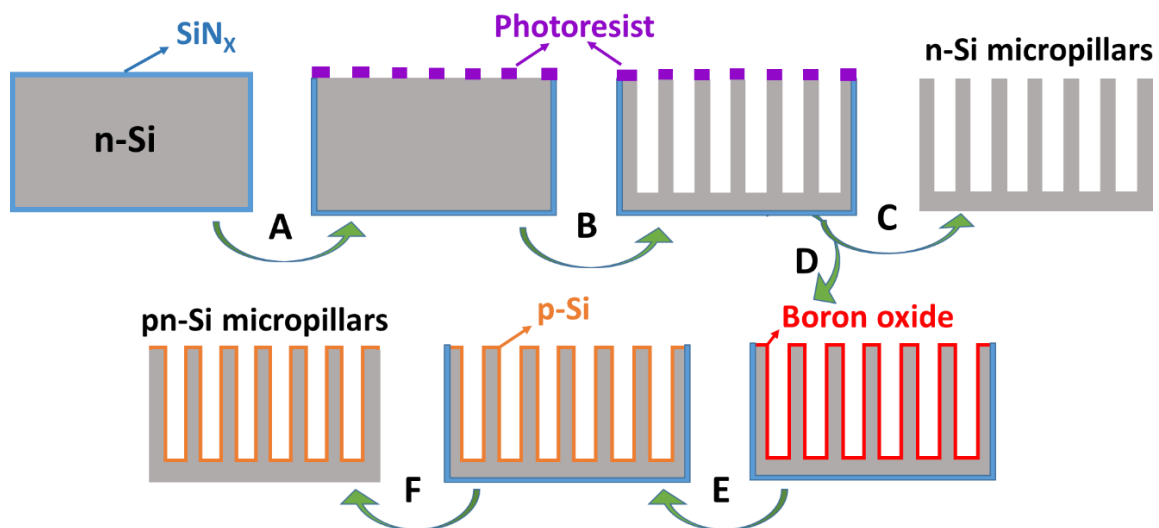 SiNX
Photoresist
n-Si micropillars
n-Si
A
B
C
D
pn-Si micropillars
p-Si
Boron oxide
F
E